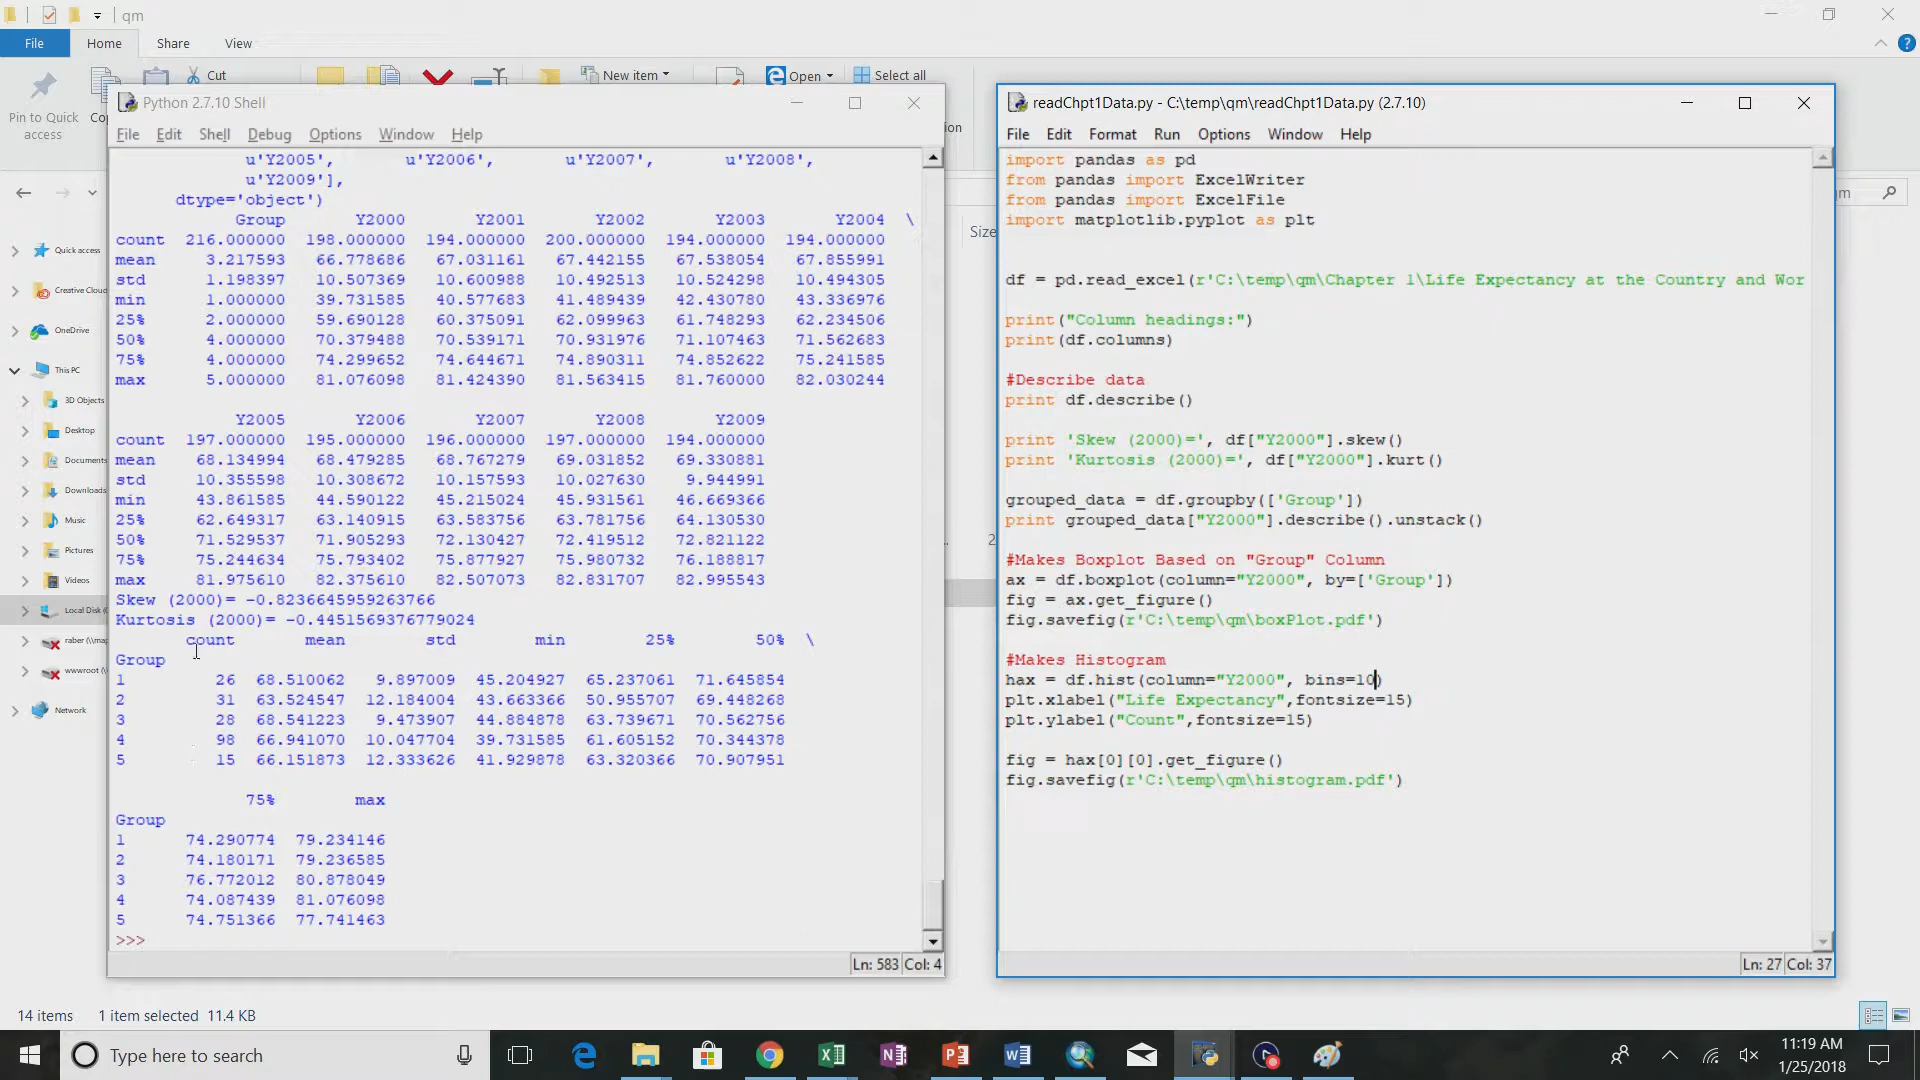 qm
File Home Share View
Cut
New item
Open
Select all
Pin to Quick access
Quick access
Creative Cloud
OneDrive
This PC
3D Objects
Desktop
Documents
Downloads
Music
Pictures
Videos
Local Disk (
raber (\\ma
wwwroot (\\
Network
Size
Python 2.7.10 Shell
File Edit Shell Debug Options Window Help
u'Y2005', u'Y2006', u'Y2007', u'Y2008',
u'Y2009'],
dtype='object')
Group Y2000 Y2001 Y2002 Y2003 Y2004 \
count 216.000000 198.000000 194.000000 200.000000 194.000000 194.000000
mean 3.217593 66.778686 67.031161 67.442155 67.538054 67.855991
std 1.198397 10.507369 10.600988 10.492513 10.524298 10.494305
min 1.000000 39.731585 40.577683 41.489439 42.430780 43.336976
25% 2.000000 59.690128 60.375091 62.099963 61.748293 62.234506
50% 4.000000 70.379488 70.539171 70.931976 71.107463 71.562683
75% 4.000000 74.299652 74.644671 74.890311 74.852622 75.241585
max 5.000000 81.076098 81.424390 81.563415 81.760000 82.030244
Y2005 Y2006 Y2007 Y2008 Y2009
count 197.000000 195.000000 196.000000 197.000000 194.000000
mean 68.134994 68.479285 68.767279 69.031852 69.330881
std 10.355598 10.308672 10.157593 10.027630 9.944991
min 43.861585 44.590122 45.215024 45.931561 46.669366
25% 62.649317 63.140915 63.583756 63.781756 64.130530
50% 71.529537 71.905293 72.130427 72.419512 72.821122
75% 75.244634 75.793402 75.877927 75.980732 76.188817
max 81.975610 82.375610 82.507073 82.831707 82.995543
Skew (2000)= -0.8236645959263766
Kurtosis (2000)= -0.4451569376779024
count mean std min 25% 50% \
Group
1 26 68.510062 9.897009 45.204927 65.237061 71.645854
2 31 63.524547 12.184004 43.663366 50.955707 69.448268
3 28 68.541223 9.473907 44.884878 63.739671 70.562756
4 98 66.941070 10.047704 39.731585 61.605152 70.344378
5 15 66.151873 12.333626 41.929878 63.320366 70.907951
75% max
Group
1 74.290774 79.234146
2 74.180171 79.236585
3 76.772012 80.878049
4 74.087439 81.076098
5 74.751366 77.741463
>>>
Ln: 583 Col: 4
readChpt1Data.py - C:\temp\qm\readChpt1Data.py (2.7.10)
File Edit Format Run Options Window Help
import pandas as pd
from pandas import ExcelWriter
from pandas import ExcelFile
import matplotlib.pyplot as plt
df = pd.read_excel(r'C:\temp\qm\Chapter 1\Life Expectancy at the Country and Wor
print("Column headings:")
print(df.columns)
#Describe data
print df.describe()
print 'Skew (2000)=', df["Y2000"].skew()
print 'Kurtosis (2000)=', df["Y2000"].kurt()
grouped_data = df.groupby(['Group'])
print grouped_data["Y2000"].describe().unstack()
#Makes Boxplot Based on "Group" Column
ax = df.boxplot(column="Y2000", by=['Group'])
fig = ax.get_figure()
fig.savefig(r'C:\temp\qm\boxPlot.pdf')
#Makes Histogram
hax = df.hist(column="Y2000", bins=10)
plt.xlabel("Life Expectancy",fontsize=15)
plt.ylabel("Count",fontsize=15)
fig = hax[0][0].get_figure()
fig.savefig(r'C:\temp\qm\histogram.pdf')
Ln: 27 Col: 37
14 items 1 item selected 11.4 KB
Type here to search
11:19 AM
1/25/2018